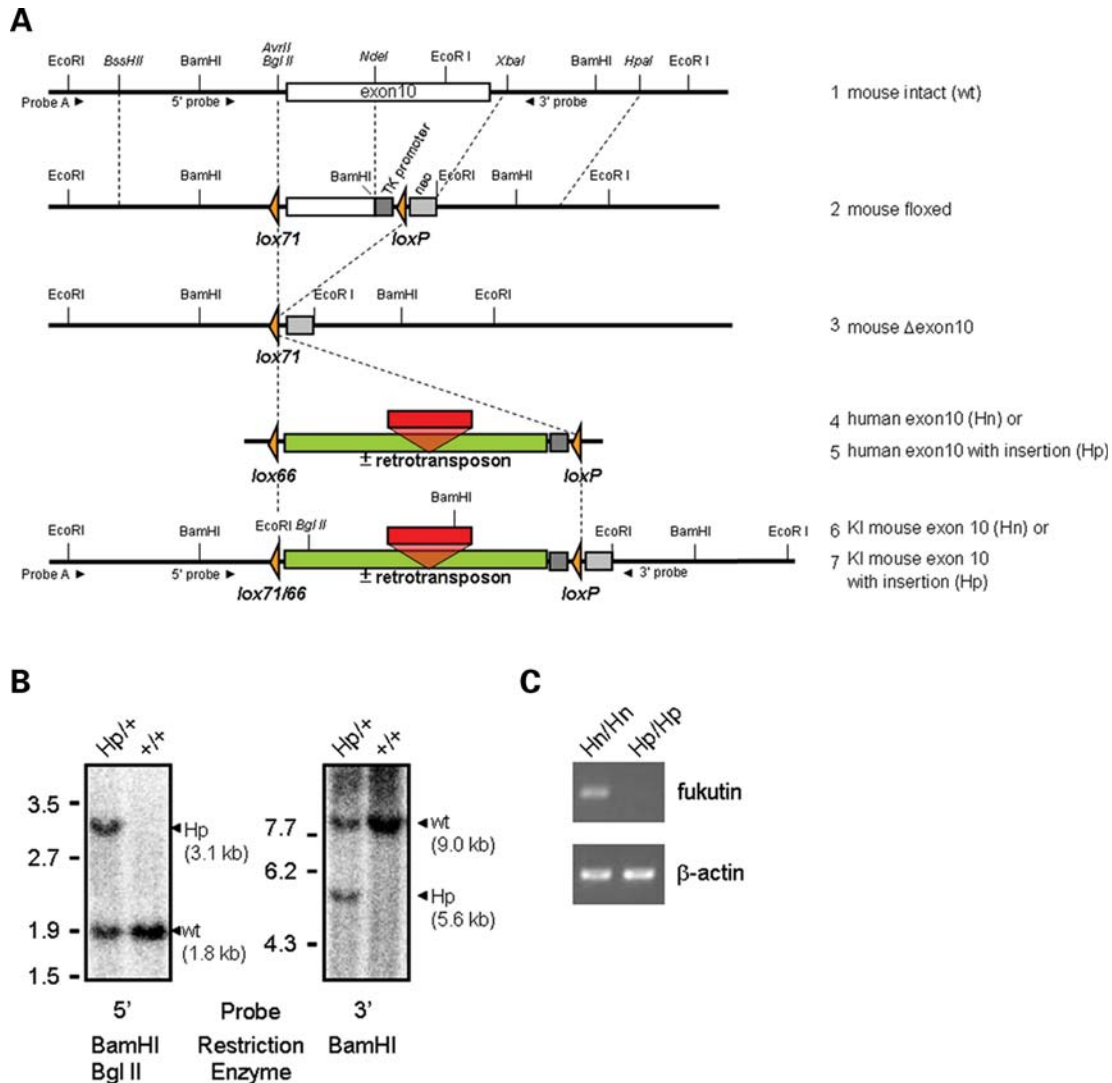 A
EcoRI BssHII BamHI AvrII NdeI EcoR I XbaI BamHI HpaI EcoR I
Bgl II
exon10
Probe A 5' probe 3' probe
1 mouse intact (wt)
EcoRI BamHI BamHI TK promoter neo EcoRI BamHI EcoR I
lox71 loxP
2 mouse floxed
EcoRI BamHI EcoR I BamHI EcoRI
lox71
3 mouse Δexon10
± retrotransposon
lox66 loxP
4 human exon10 (Hn) or
5 human exon10 with insertion (Hp)
EcoRI BamHI EcoRI Bgl II BamHI EcoRI BamHI EcoR I
Probe A 5' probe ± retrotransposon 3' probe
lox71/66 loxP
6 KI mouse exon 10 (Hn) or
7 KI mouse exon 10
with insertion (Hp)
B
Hp/+ +/+
3.5
2.7
1.9
1.5
Hp
(3.1 kb)
wt
(1.8 kb)
Hp/+ +/+
7.7
6.2
4.3
wt
(9.0 kb)
Hp
(5.6 kb)
5' Probe 3'
BamHI Restriction BamHI
Bgl II Enzyme
C
Hn/Hn Hp/Hp
fukutin
β-actin